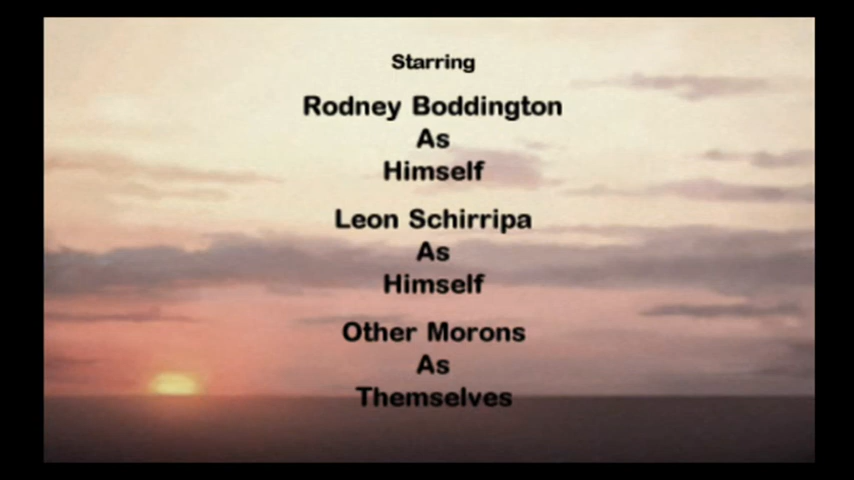 Starring
Rodney Boddington
As
Himself
Leon Schirripa
As
Himself
Other Morons
As
Themselves